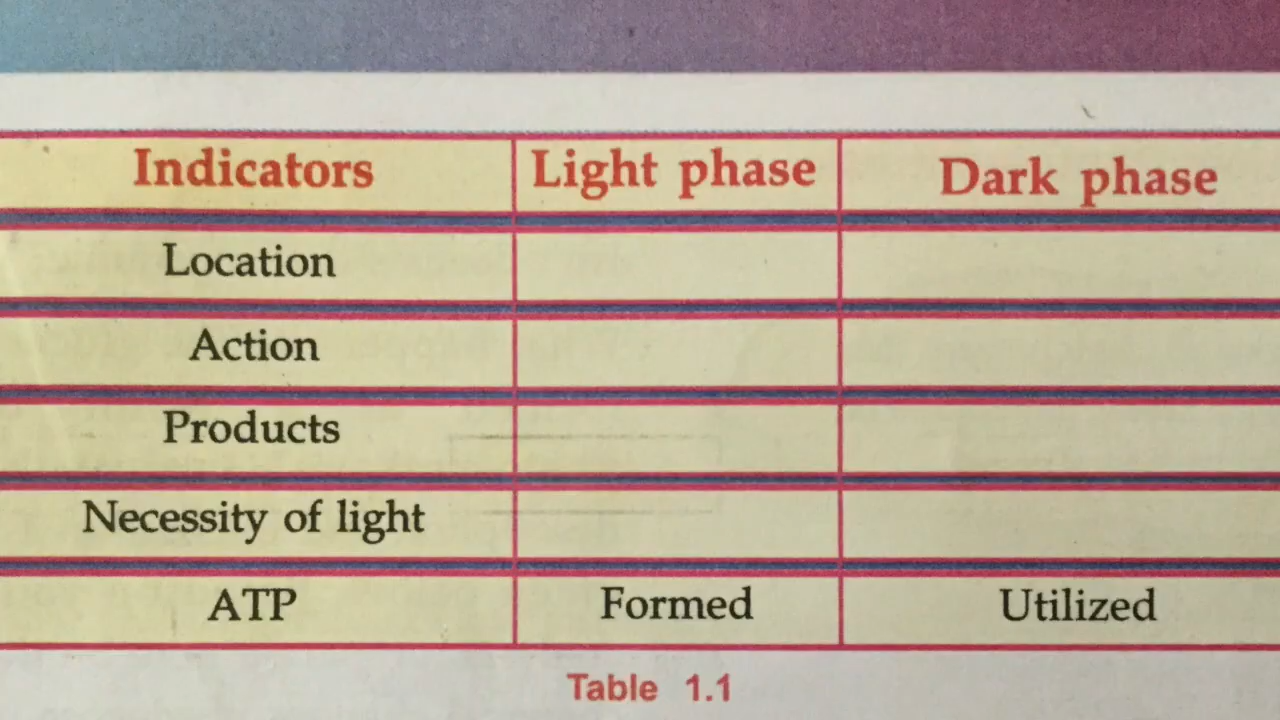 Indicators Light phase Dark phase
Location
Action
Products
Necessity of light
ATP Formed Utilized
Table 1.1